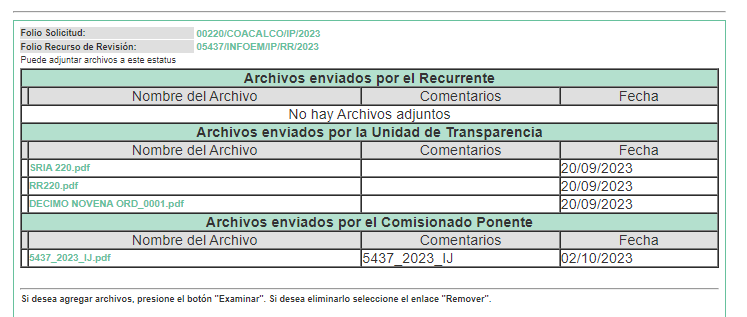 Folio Solicitud: 00220/COACALCO/IP/2023
Folio Recurso de Revisión: 05437/INFOEM/IP/RR/2023
Puede adjuntar archivos a este estatus
Archivos enviados por el Recurrente
Nombre del Archivo Comentarios Fecha
No hay Archivos adjuntos
Archivos enviados por la Unidad de Transparencia
Nombre del Archivo Comentarios Fecha
SRIA 220.pdf 20/09/2023
RR220.pdf 20/09/2023
DECIMO NOVENA ORD_0001.pdf 20/09/2023
Archivos enviados por el Comisionado Ponente
Nombre del Archivo Comentarios Fecha
5437_2023_IJ.pdf 5437_2023_IJ 02/10/2023
Si desea agregar archivos, presione el botón "Examinar". Si desea eliminarlo seleccione el enlace "Remover".